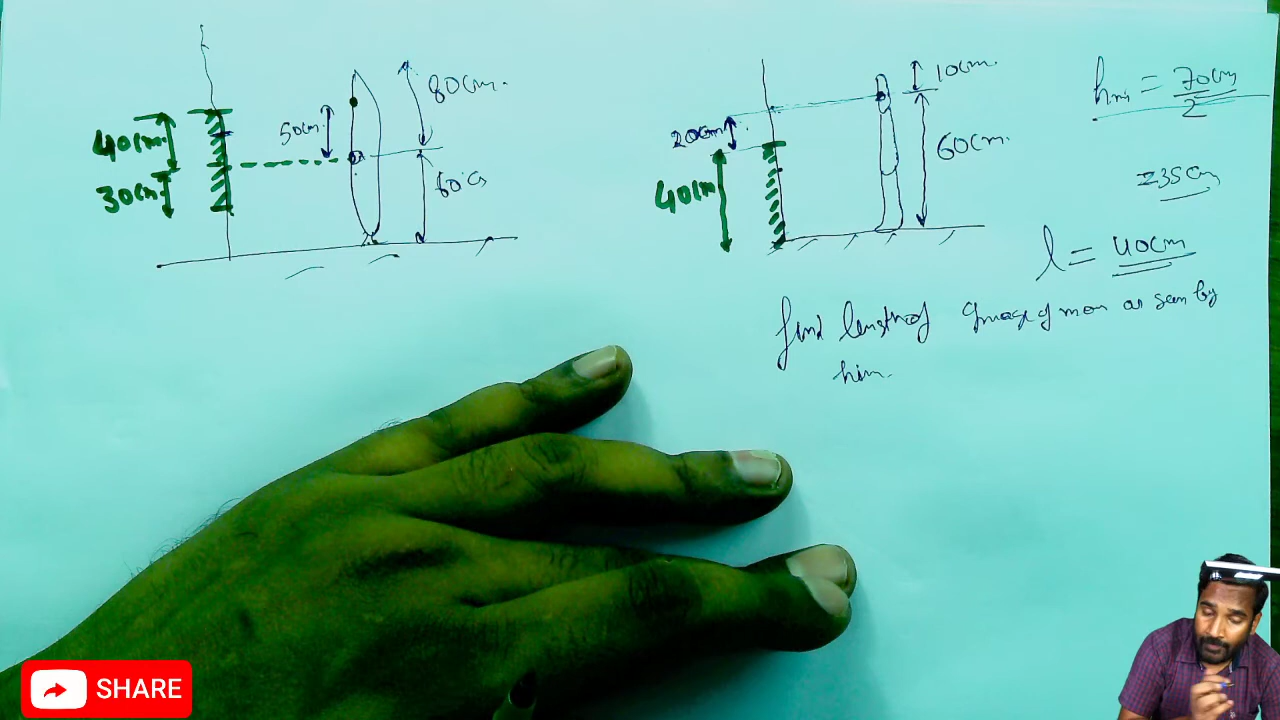 80cm.
50cm
40cm.
30cm
60cm
10cm.
20cm
60cm.
40cm
hm = 70cm
2
=35cm
l = 40cm
find length of image of man as seen by
him.
SHARE